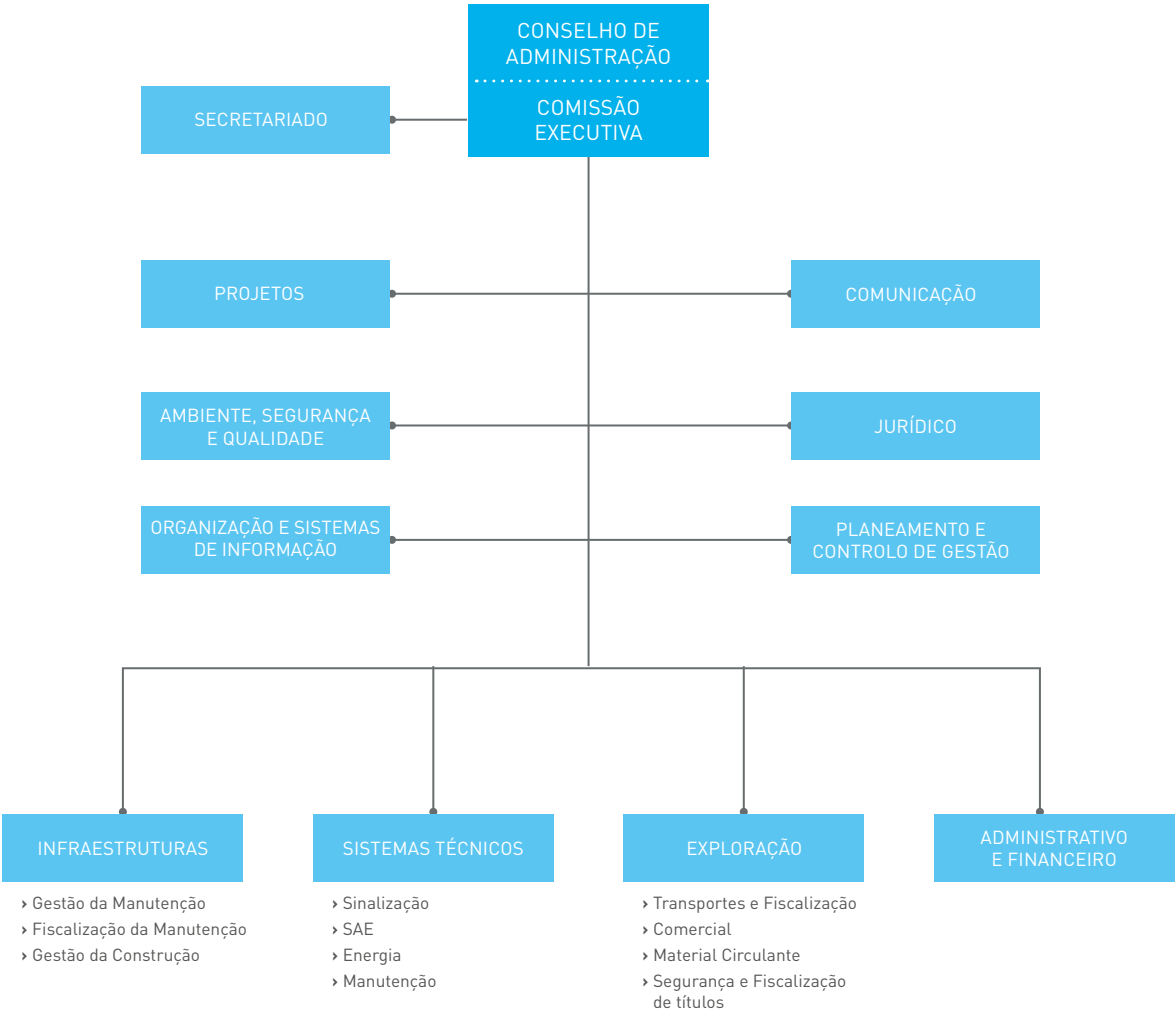 CONSELHO DE
ADMINISTRAÇÃO
COMISSÃO
EXECUTIVA
SECRETARIADO
PROJETOS
COMUNICAÇÃO
AMBIENTE, SEGURANÇA
E QUALIDADE
JURÍDICO
ORGANIZAÇÃO E SISTEMAS
DE INFORMAÇÃO
PLANEAMENTO E
CONTROLO DE GESTÃO
INFRAESTRUTURAS
› Gestão da Manutenção
› Fiscalização da Manutenção
› Gestão da Construção
SISTEMAS TÉCNICOS
› Sinalização
› SAE
› Energia
› Manutenção
EXPLORAÇÃO
› Transportes e Fiscalização
› Comercial
› Material Circulante
› Segurança e Fiscalização
de títulos
ADMINISTRATIVO
E FINANCEIRO